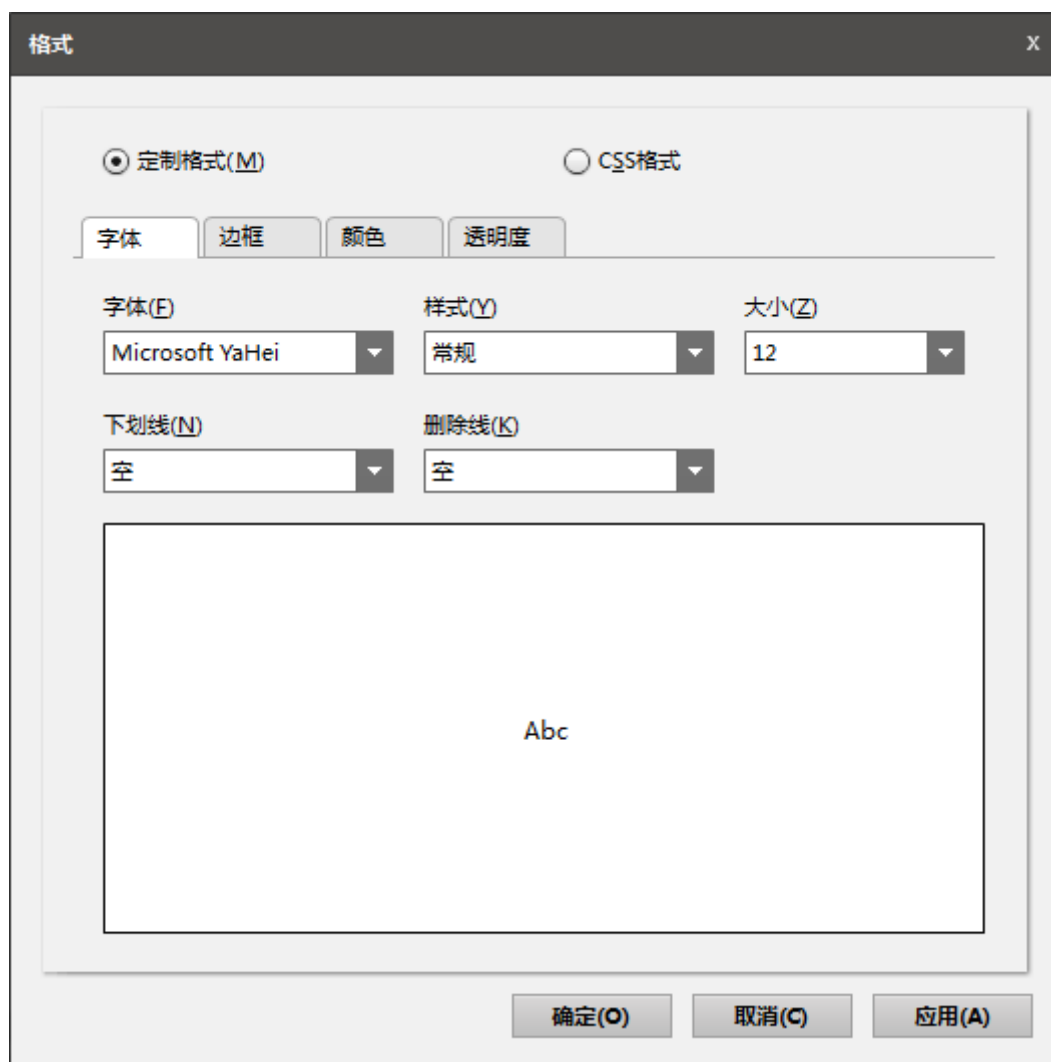 格式 x
定制格式(M) CSS格式
字体 边框 颜色 透明度
字体(F) 样式(Y) 大小(Z)
Microsoft YaHei 常规 12
下划线(N) 删除线(K)
空 空
Abc
确定(O) 取消(C) 应用(A)